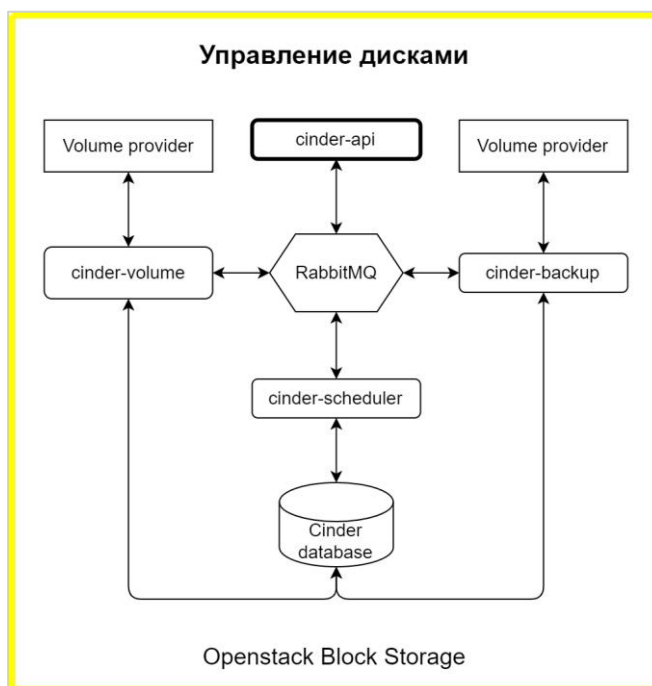 Управление дисками
Volume provider
cinder-api
Volume provider
cinder-volume
RabbitMQ
cinder-backup
cinder-scheduler
Cinder
database
Openstack Block Storage